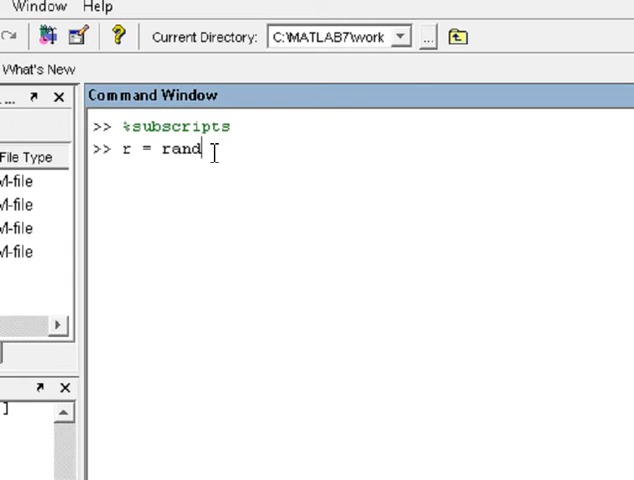 Window Help
Current Directory: C:\MATLAB7\work ...
What's New
... Command Window
>> %subscripts
>> r = rand
File Type
M-file
M-file
M-file
M-file
]